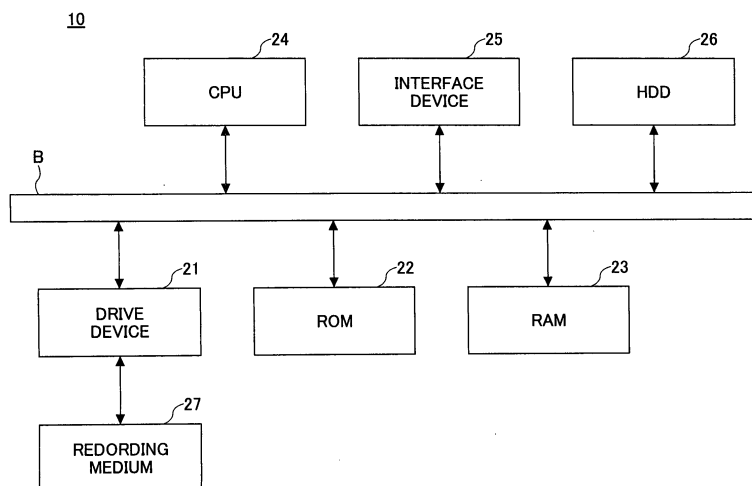 10
24
CPU
25
INTERFACE
DEVICE
26
HDD
B
21
DRIVE
DEVICE
22
ROM
23
RAM
27
REDORDING
MEDIUM